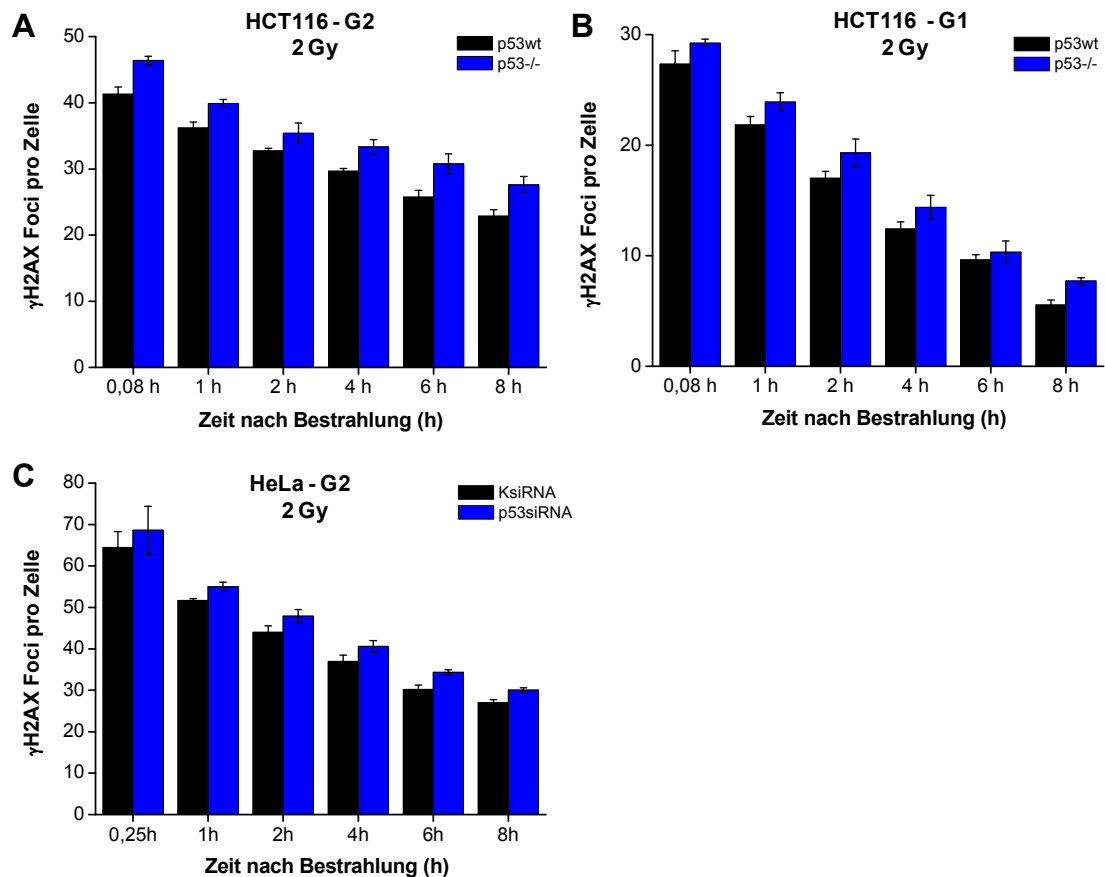 A
HCT116 - G2
2 Gy
p53wt
p53-/-
γH2AX Foci pro Zelle
50
40
30
20
10
0
0,08 h 1 h 2 h 4 h 6 h 8 h
Zeit nach Bestrahlung (h)
B
HCT116 - G1
2 Gy
p53wt
p53-/-
γH2AX Foci pro Zelle
30
20
10
0
0,08 h 1 h 2 h 4 h 6 h 8 h
Zeit nach Bestrahlung (h)
C
HeLa - G2
2 Gy
KsiRNA
p53siRNA
γH2AX Foci pro Zelle
80
70
60
50
40
30
20
10
0
0,25h 1h 2h 4h 6h 8h
Zeit nach Bestrahlung (h)